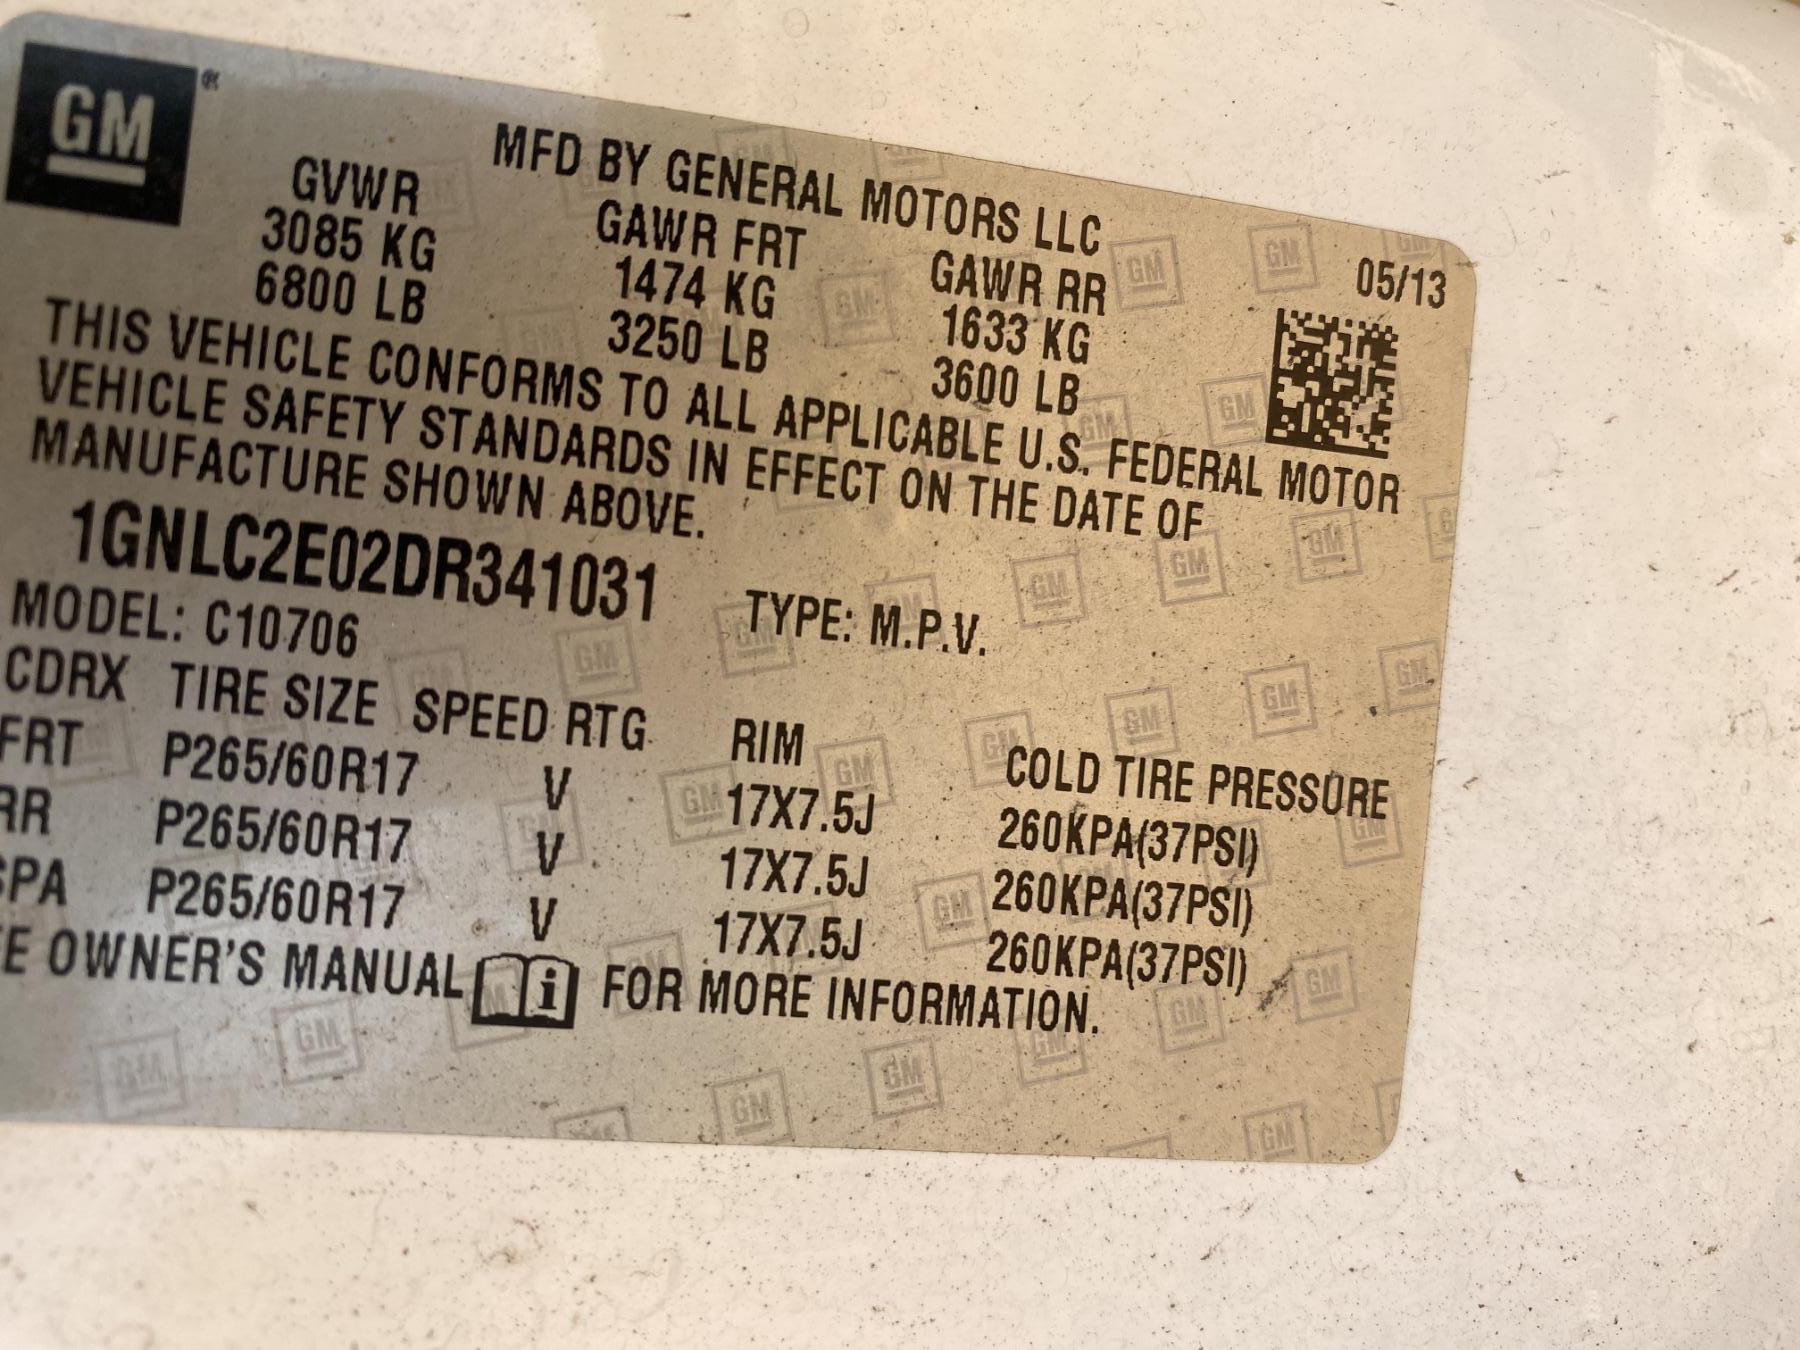 GM®
MFD BY GENERAL MOTORS LLC
05/13
GVWR GAWR FRT GAWR RR
3085 KG 1474 KG 1633 KG
6800 LB 3250 LB 3600 LB
THIS VEHICLE CONFORMS TO ALL APPLICABLE U.S. FEDERAL MOTOR
VEHICLE SAFETY STANDARDS IN EFFECT ON THE DATE OF
MANUFACTURE SHOWN ABOVE.
1GNLC2E02DR341031 TYPE: M.P.V.
MODEL: C10706
CDRX TIRE SIZE SPEED RTG RIM COLD TIRE PRESSURE
FRT P265/60R17 V 17X7.5J 260KPA(37PSI)
RR P265/60R17 V 17X7.5J 260KPA(37PSI)
SPA P265/60R17 V 17X7.5J 260KPA(37PSI)
E OWNER'S MANUAL i FOR MORE INFORMATION.